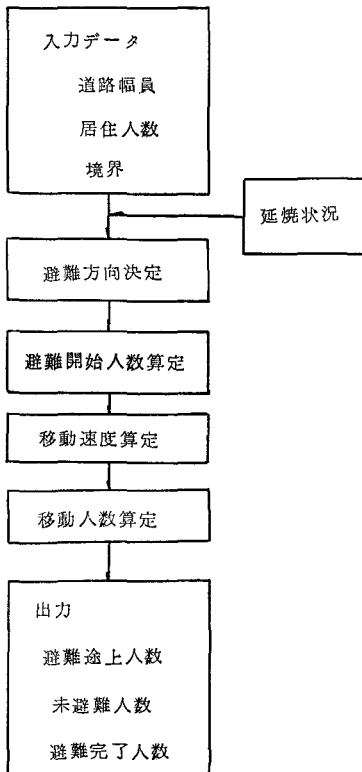 入力データ
道路幅員
居住人数
境界
延焼状況
避難方向決定
避難開始人数算定
移動速度算定
移動人数算定
出力
避難途上人数
未避難人数
避難完了人数